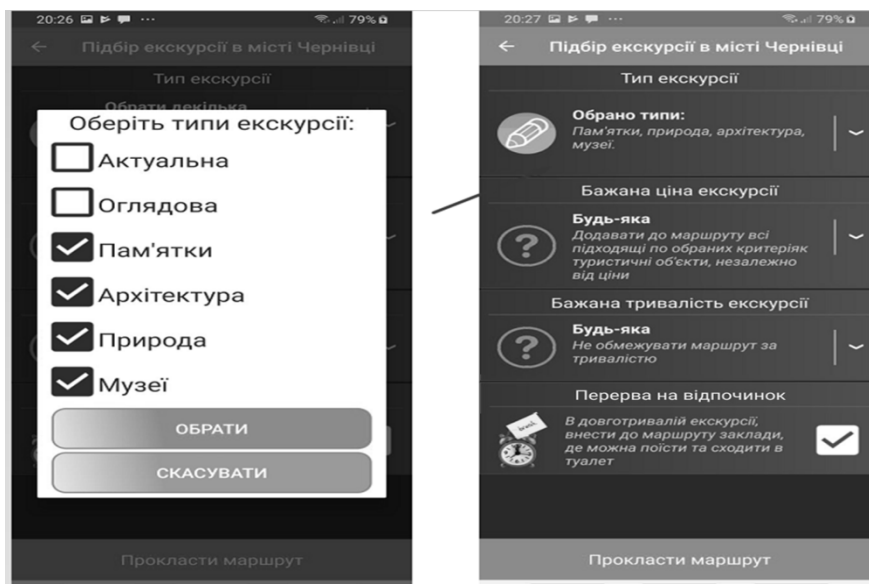 20:26 ... 79%
Підбір екскурсії в місті Чернівці
Тип екскурсії
Обрати декілька
Оберіть типи екскурсії:
Актуальна
Оглядова
Пам'ятки
Архітектура
Природа
Музеї
ОБРАТИ
СКАСУВАТИ
Прокласти маршрут
20:27 ... 79%
Підбір екскурсії в місті Чернівці
Тип екскурсії
Обрано типи:
Пам'ятки, природа, архітектура,
музеї.
Бажана ціна екскурсії
Будь-яка
Додавати до маршруту всі
підходящі по обраних критеріяк
туристичні об'єкти, незалежно
від ціни
Бажана тривалість екскурсії
Будь-яка
Не обмежувати маршрут за
тривалістю
Перерва на відпочинок
В довготривалій екскурсії,
внести до маршруту заклади,
де можна поїсти та сходити в
туалет
Прокласти маршрут